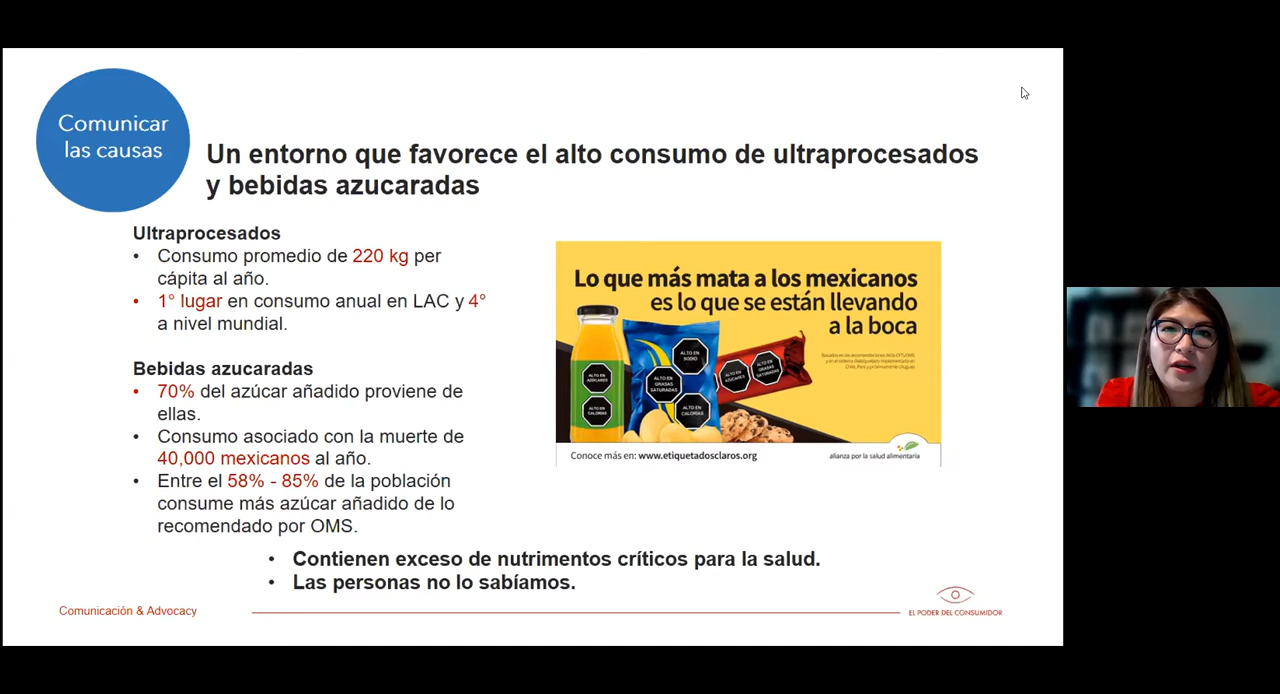 Comunicar
las causas
Un entorno que favorece el alto consumo de ultraprocesados
y bebidas azucaradas
Ultraprocesados
• Consumo promedio de 220 kg per
cápita al año.
• 1° lugar en consumo anual en LAC y 4°
a nivel mundial.
Bebidas azucaradas
• 70% del azúcar añadido proviene de
ellas.
• Consumo asociado con la muerte de
40,000 mexicanos al año.
• Entre el 58% - 85% de la población
consume más azúcar añadido de lo
recomendado por OMS.
Lo que más mata a los mexicanos
es lo que se están llevando
a la boca
ALTO EN
AZÚCARES
ALTO EN
CALORÍAS
ALTO EN
SODIO
ALTO EN
GRASAS
SATURADAS
ALTO EN
CALORÍAS
ALTO EN
AZÚCARES
ALTO EN
GRASAS
SATURADAS
Conoce más en: www.etiquetadosclaros.org
alianza por la salud alimentaria
• Contienen exceso de nutrimentos críticos para la salud.
• Las personas no lo sabíamos.
Comunicación & Advocacy
EL PODER DEL CONSUMIDOR